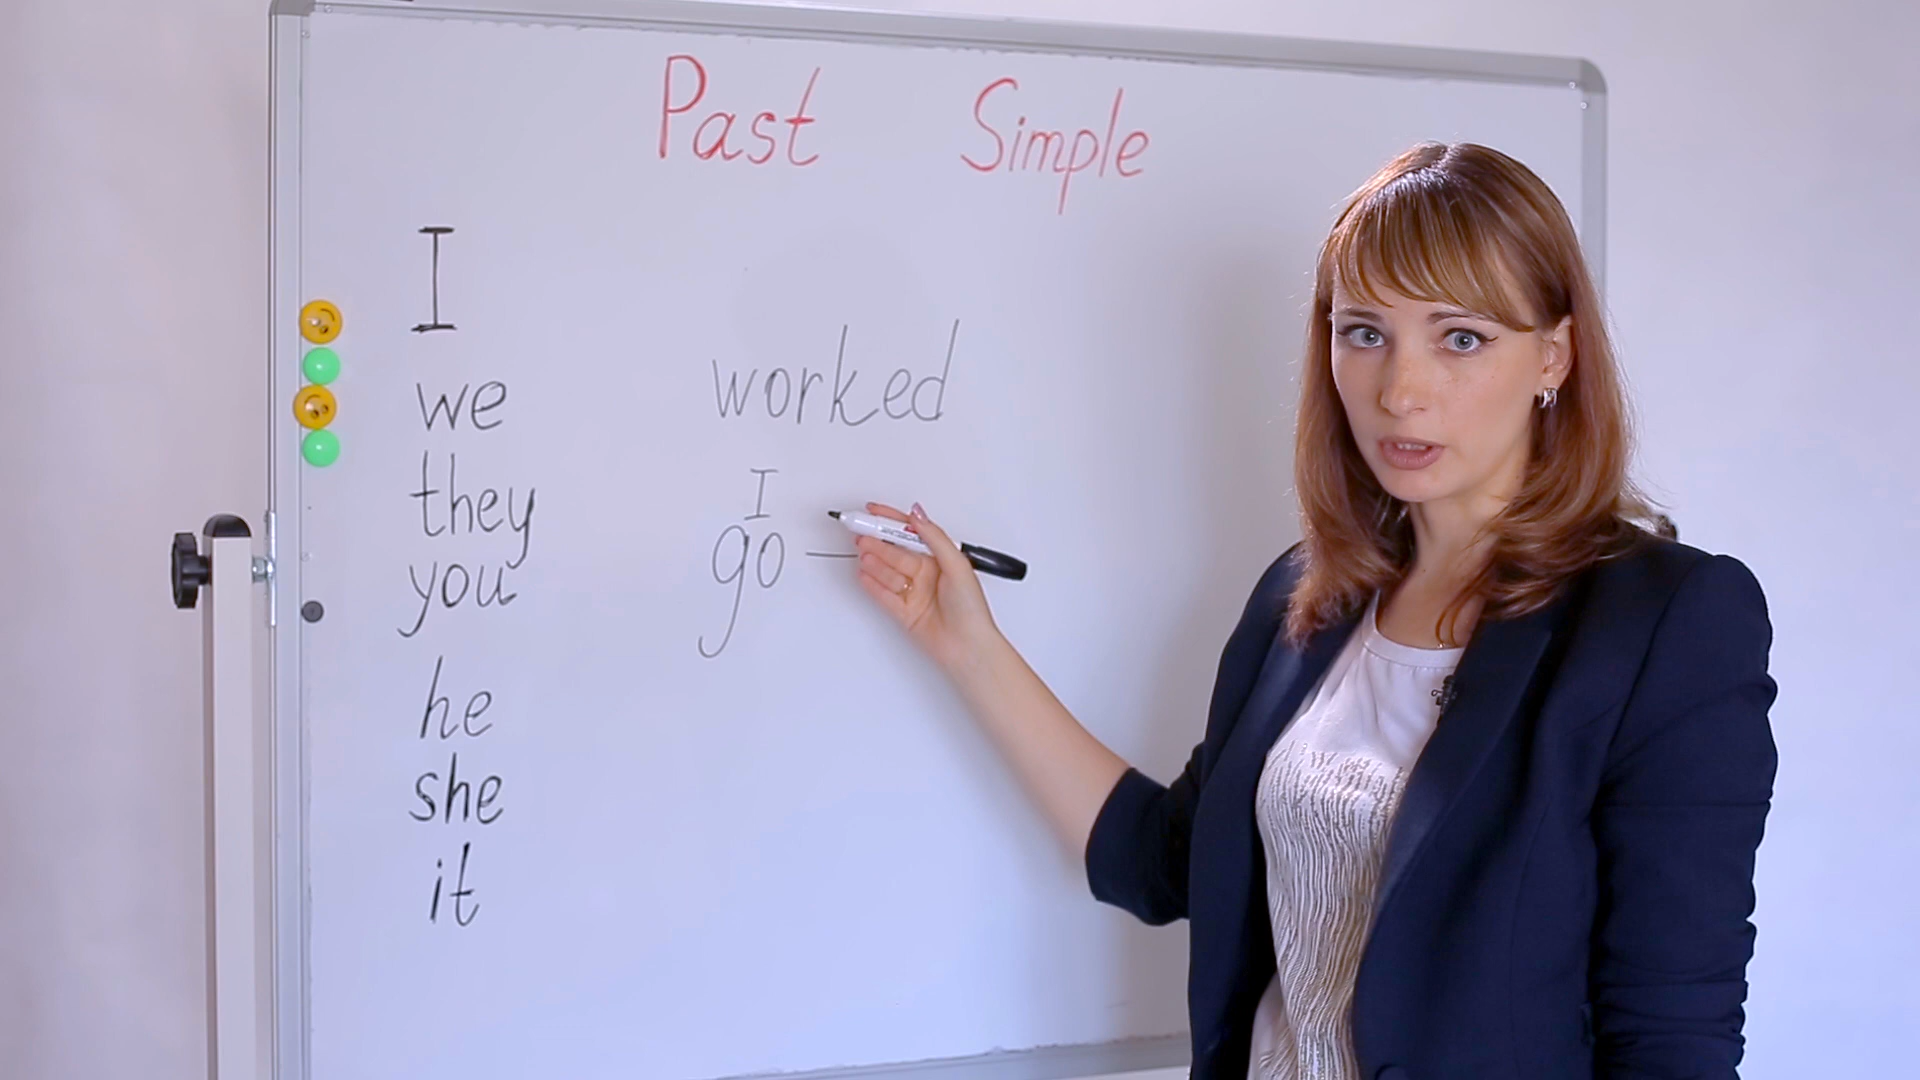 Past Simple
I
we
they
you
he
she
it
worked
I
go —